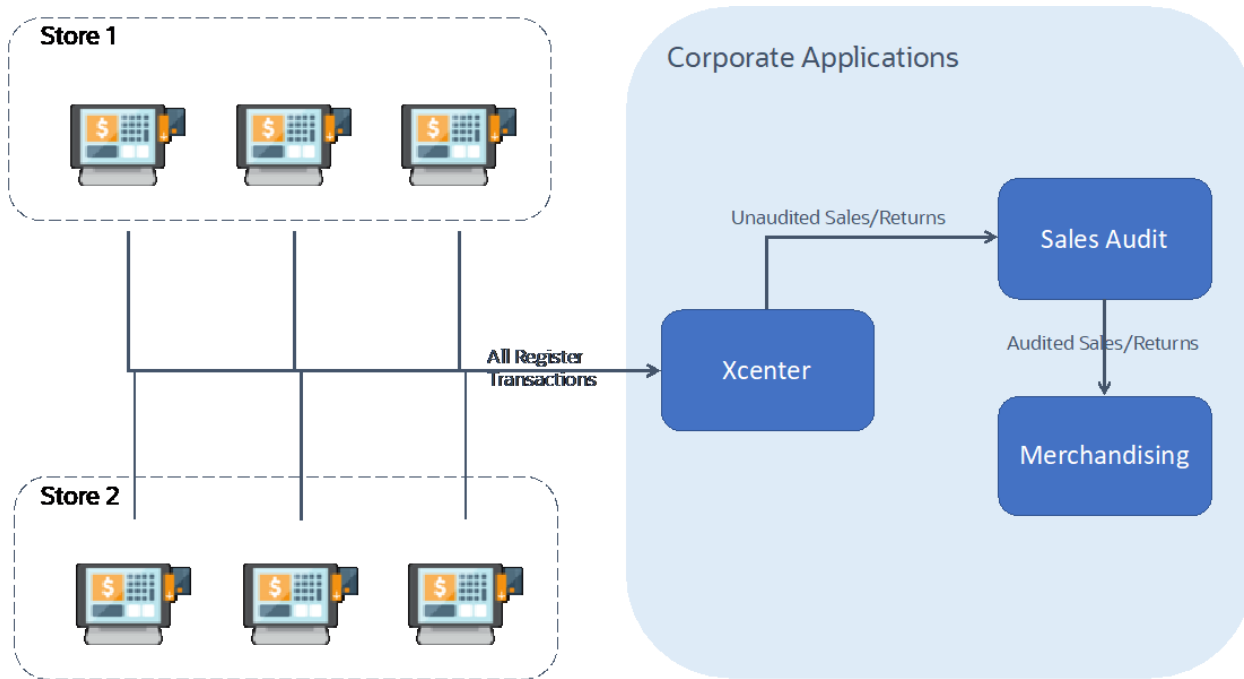 Store 1
$
$
$
Corporate Applications
Unaudited Sales/Returns
Sales Audit
All Register
Transactions
Xcenter
Audited Sales/Returns
Merchandising
Store 2
$
$
$